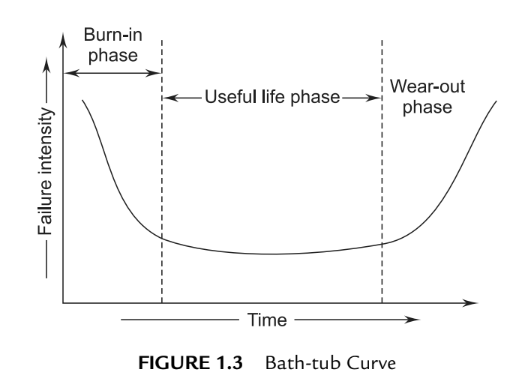 Burn-in
phase
Useful life phase
Wear-out
phase
Failure intensity
Time
FIGURE 1.3 Bath-tub Curve